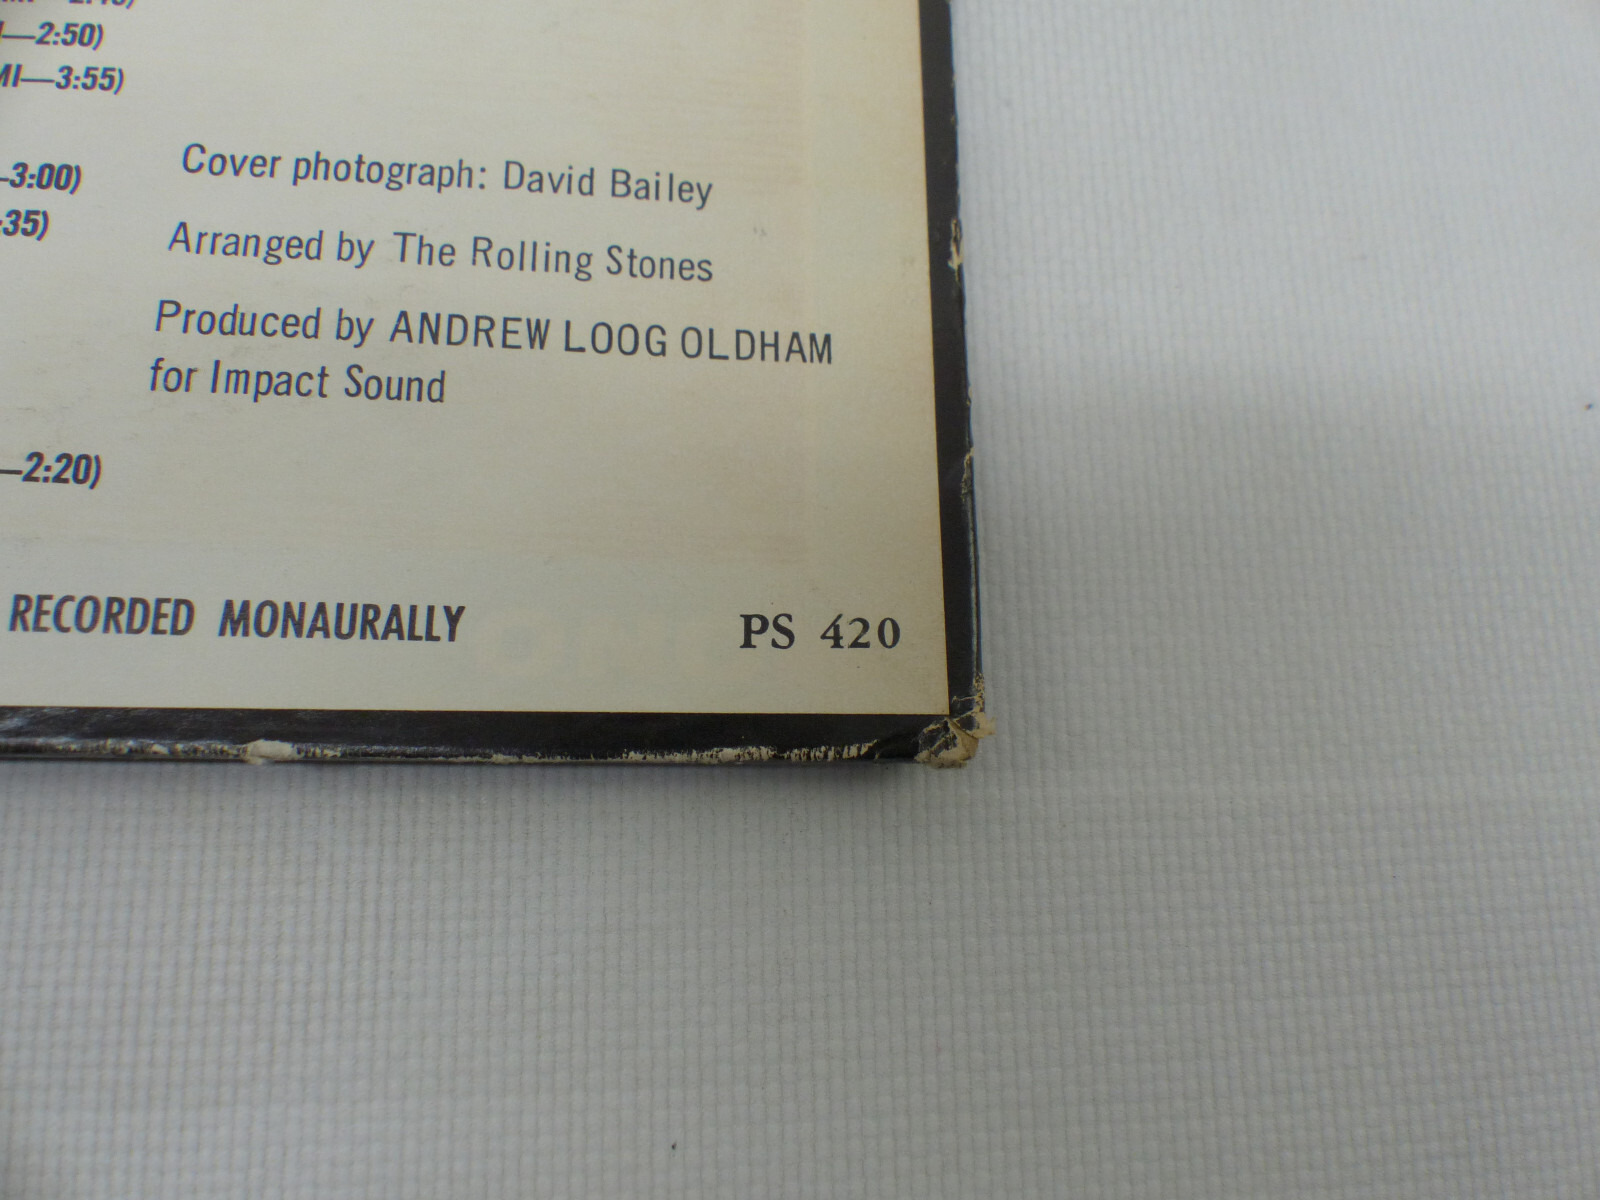 —2:50)
MI—3:55)
—3:00)
:35)
Cover photograph: David Bailey
Arranged by The Rolling Stones
Produced by ANDREW LOOG OLDHAM
for Impact Sound
—2:20)
RECORDED MONAURALLY
PS 420